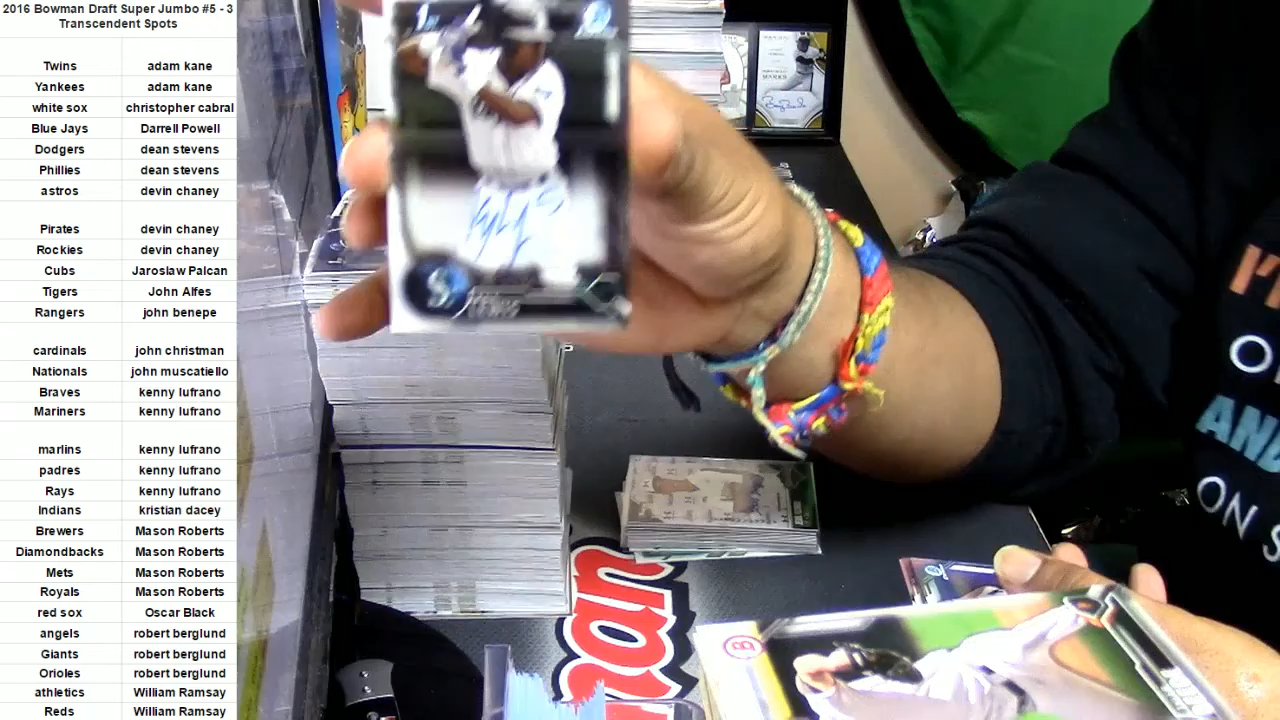 2016 Bowman Draft Super Jumbo #5 - 3
Transcendent Spots
Twins adam kane
Yankees adam kane
white sox christopher cabral
Blue Jays Darrell Powell
Dodgers dean stevens
Phillies dean stevens
astros devin chaney
Pirates devin chaney
Rockies devin chaney
Cubs Jaroslaw Palcan
Tigers John Alfes
Rangers john benepe
cardinals john christman
Nationals john muscatiello
Braves kenny lufrano
Mariners kenny lufrano
marlins kenny lufrano
padres kenny lufrano
Rays kenny lufrano
Indians kristian dacey
Brewers Mason Roberts
Diamondbacks Mason Roberts
Mets Mason Roberts
Royals Mason Roberts
red sox Oscar Black
angels robert berglund
Giants robert berglund
Orioles robert berglund
athletics William Ramsay
Reds William Ramsay
LEWIS
B
ON S